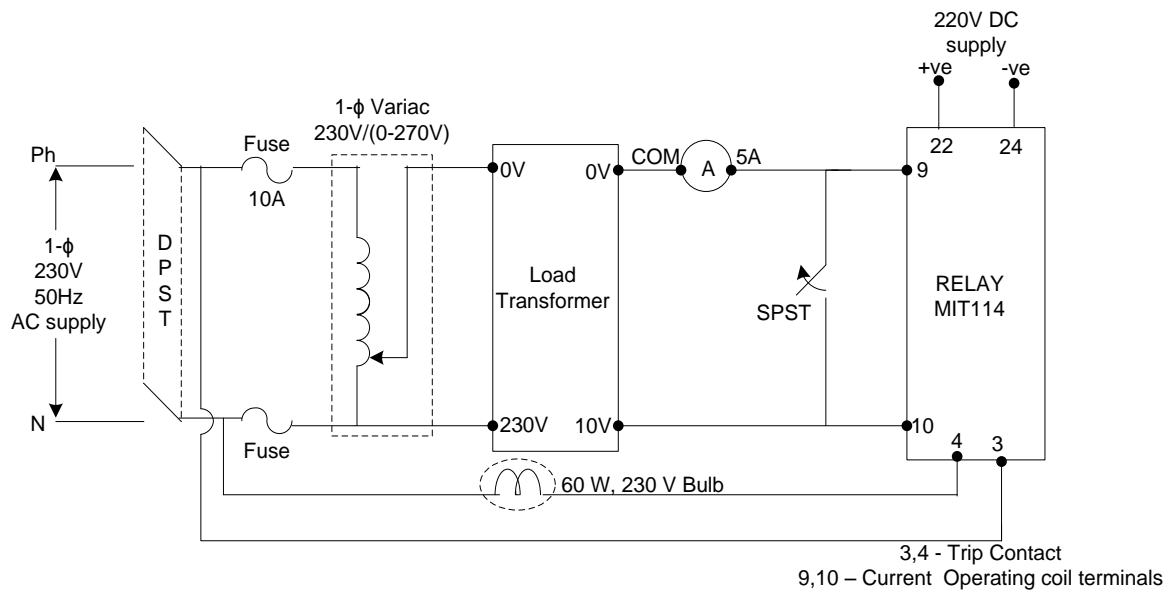 220V DC
supply
+ve
-ve
1-ϕ Variac
230V/(0-270V)
Fuse
10A
Ph
22
24
0V
0V
COM
A
5A
9
1-ϕ
230V
50Hz
AC supply
D
P
S
T
Load
Transformer
SPST
RELAY
MIT114
N
Fuse
230V
10V
10
4
3
60 W, 230 V Bulb
3,4 - Trip Contact
9,10 – Current Operating coil terminals